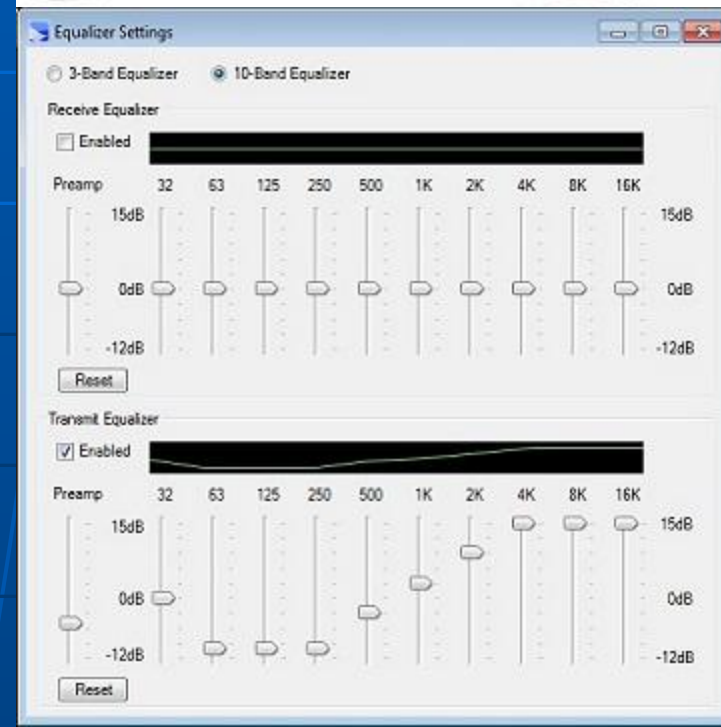 Equalizer Settings
3-Band Equalizer 10-Band Equalizer
Receive Equalizer
Enabled
Preamp 32 63 125 250 500 1K 2K 4K 8K 16K
15dB 15dB
0dB 0dB
-12dB -12dB
Reset
Transmit Equalizer
Enabled
Preamp 32 63 125 250 500 1K 2K 4K 8K 16K
15dB 15dB
0dB 0dB
-12dB -12dB
Reset